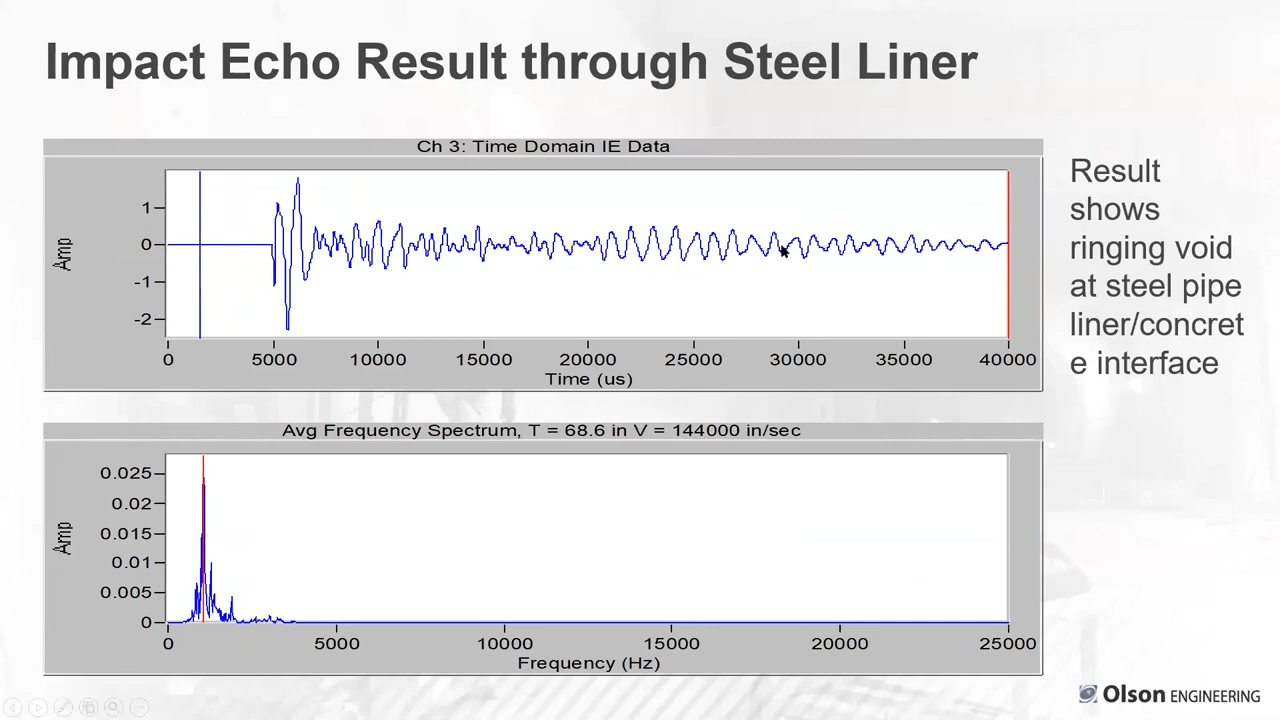 Impact Echo Result through Steel Liner
Ch 3: Time Domain IE Data
Amp
1
0
-1
-2
0 5000 10000 15000 20000 25000 30000 35000 40000
Time (us)
Result
shows
ringing void
at steel pipe
liner/concret
e interface
Avg Frequency Spectrum, T = 68.6 in V = 144000 in/sec
Amp
0.025
0.02
0.015
0.01
0.005
0
0 5000 10000 15000 20000 25000
Frequency (Hz)
Olson ENGINEERING